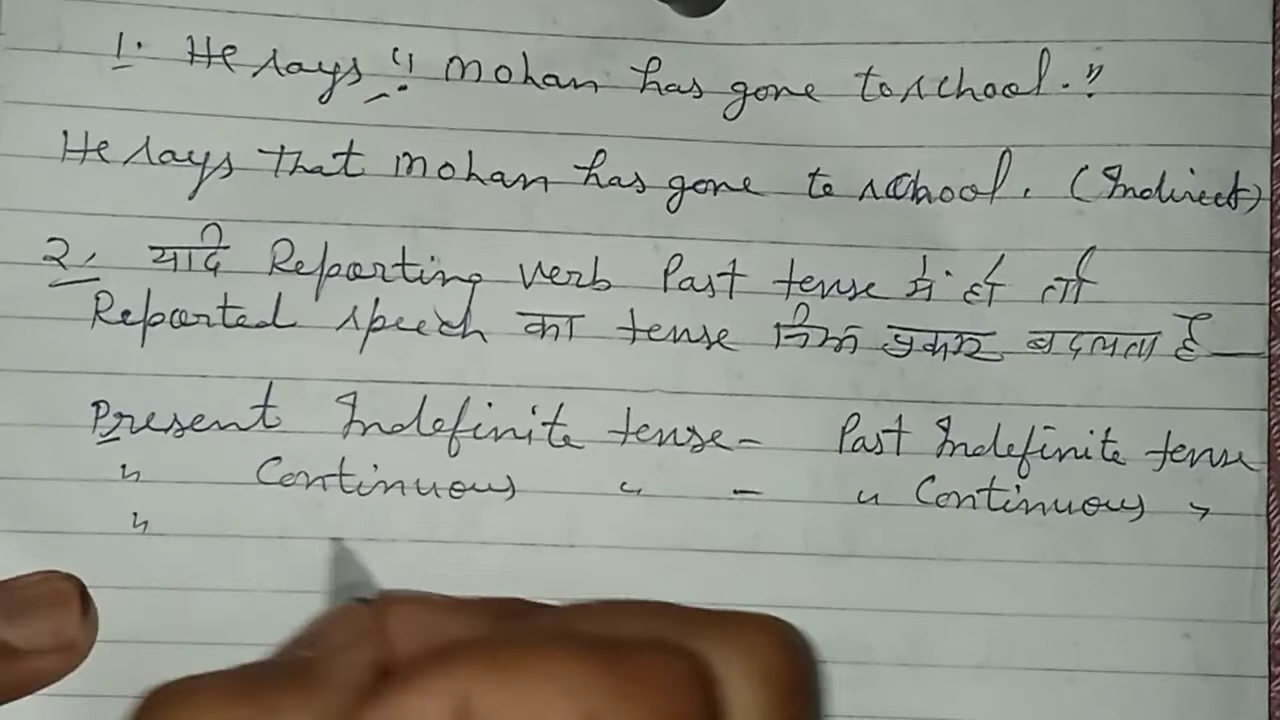 1. He says, "Mohan has gone to school."
He says that Mohan has gone to school. (Indirect)
2. यदि Reporting verb Past tense में हो तो
Reported speech का tense निम्न प्रकार बदलता है —
Present Indefinite tense - Past Indefinite tense
" Continuous " - " Continuous "
"